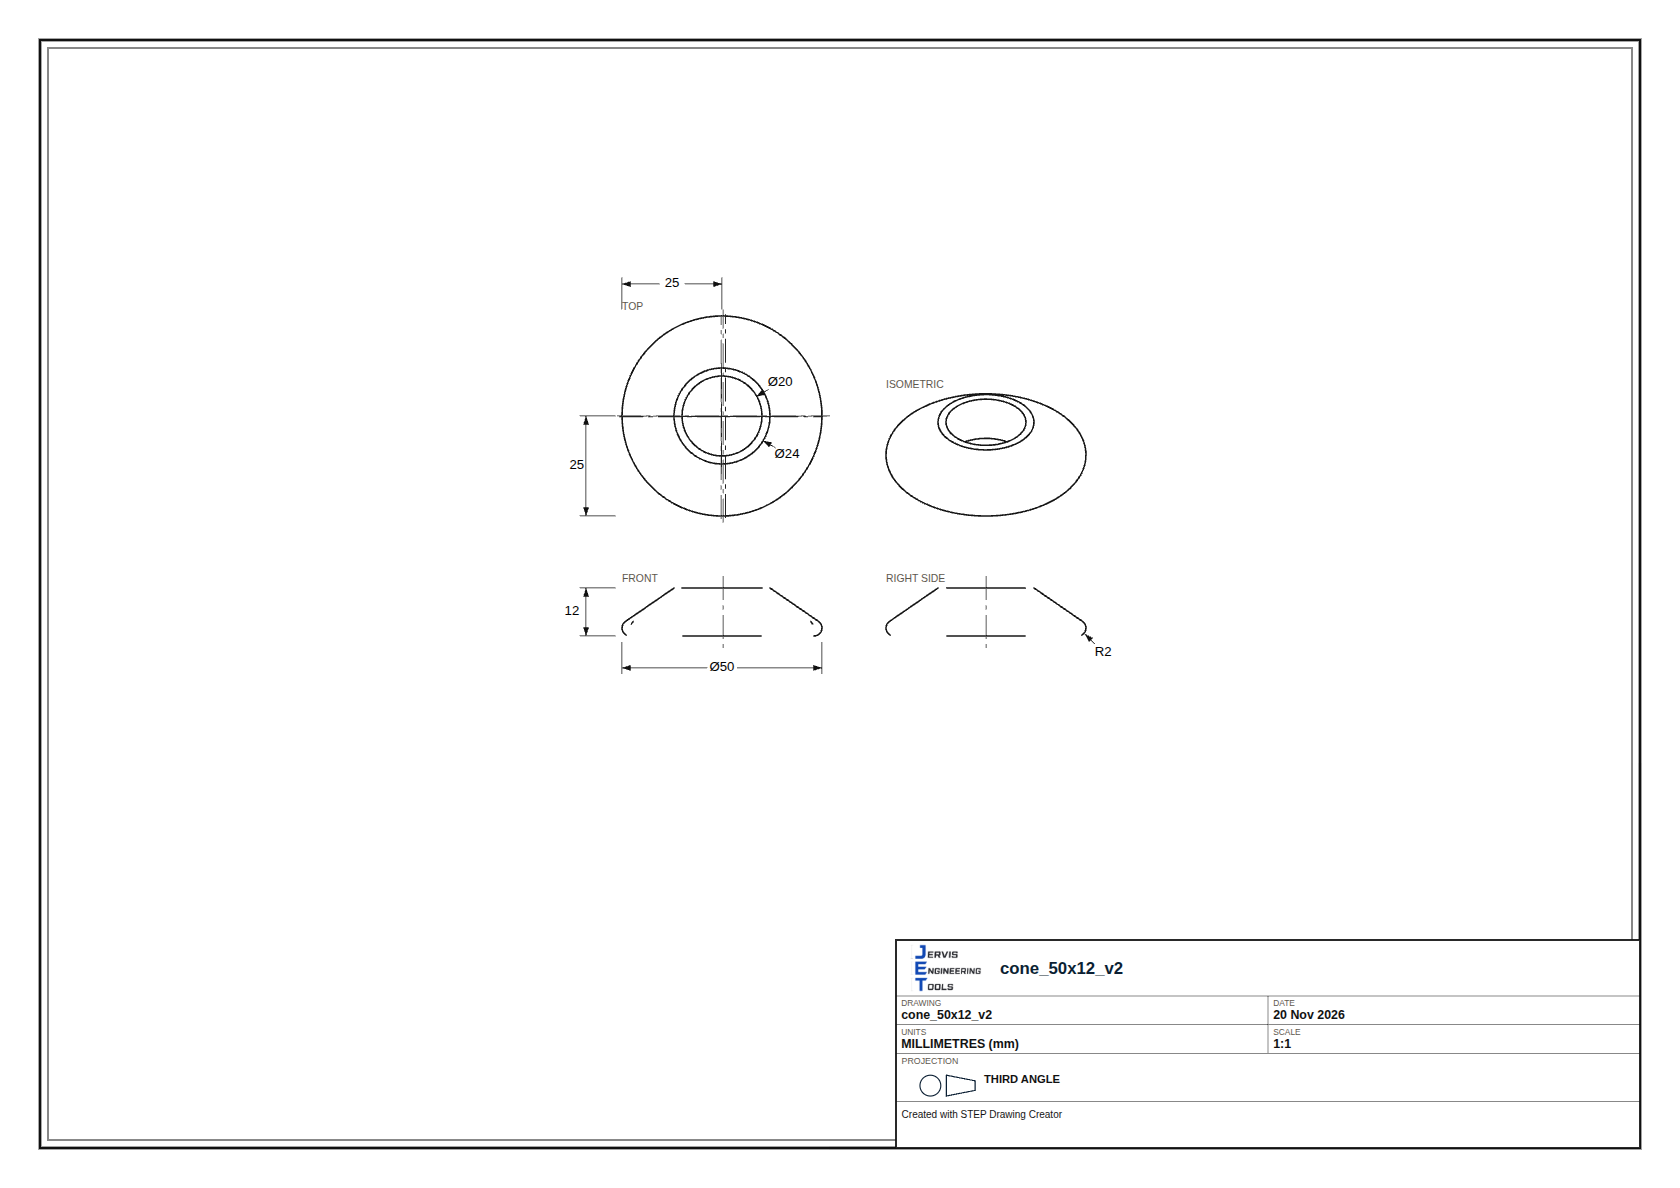 25
TOP
Ø20
ISOMETRIC
25
Ø24
FRONT
RIGHT SIDE
12
R2
Ø50
JERVIS
ENGINEERING
TOOLS
cone_50x12_v2
DRAWING
cone_50x12_v2
DATE
20 Nov 2026
UNITS
MILLIMETRES (mm)
SCALE
1:1
PROJECTION
THIRD ANGLE
Created with STEP Drawing Creator